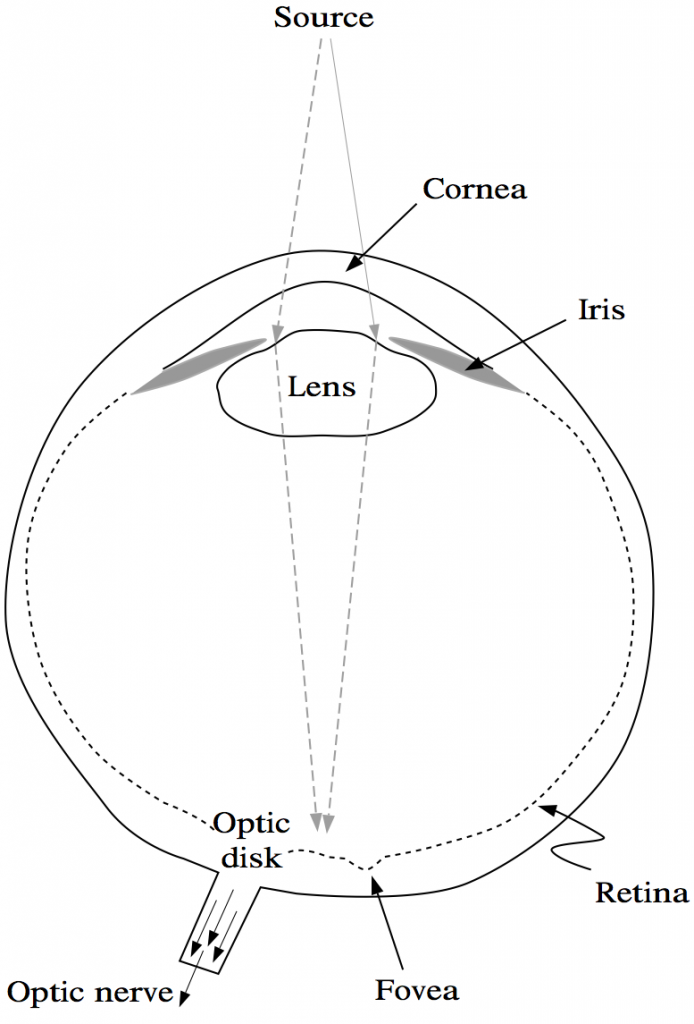 Source
Cornea
Iris
Lens
Optic
disk
Retina
Optic nerve
Fovea